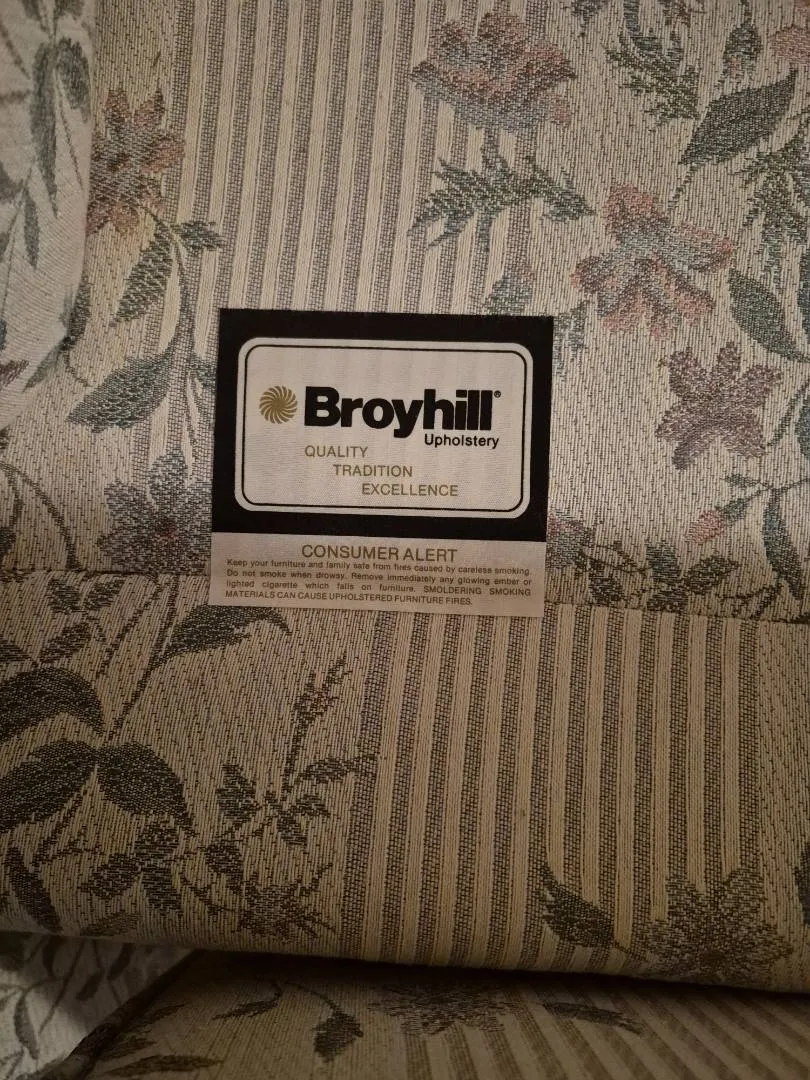 Broyhill®
Upholstery
QUALITY
TRADITION
EXCELLENCE
CONSUMER ALERT
Keep your furniture and family safe from fires caused by careless smoking.
Do not smoke when drowsy. Remove immediately any glowing ember or
lighted cigarette which falls on furniture. SMOLDERING SMOKING
MATERIALS CAN CAUSE UPHOLSTERED FURNITURE FIRES.